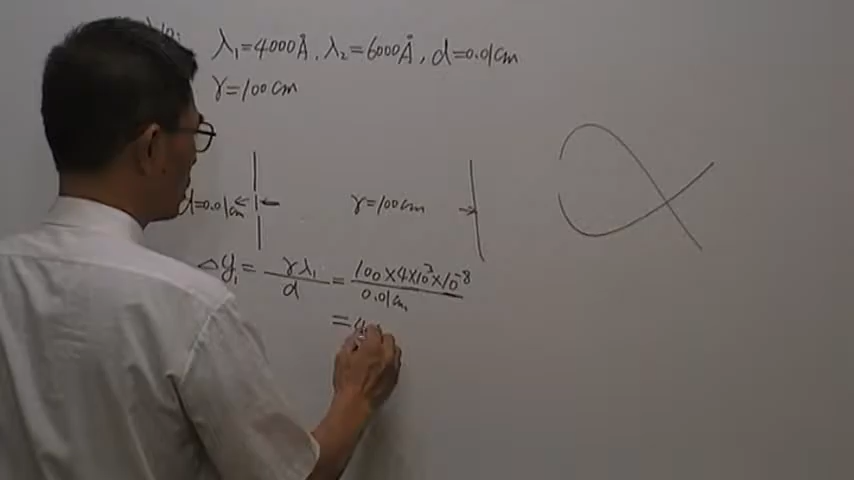 λ₁=4000Å, λ₂=6000Å, d=0.01cm
γ=100cm
d=0.01cm γ=100cm
Δy₁= γλ₁/d = 100×4×10³×10⁻⁸/0.01cm
=4